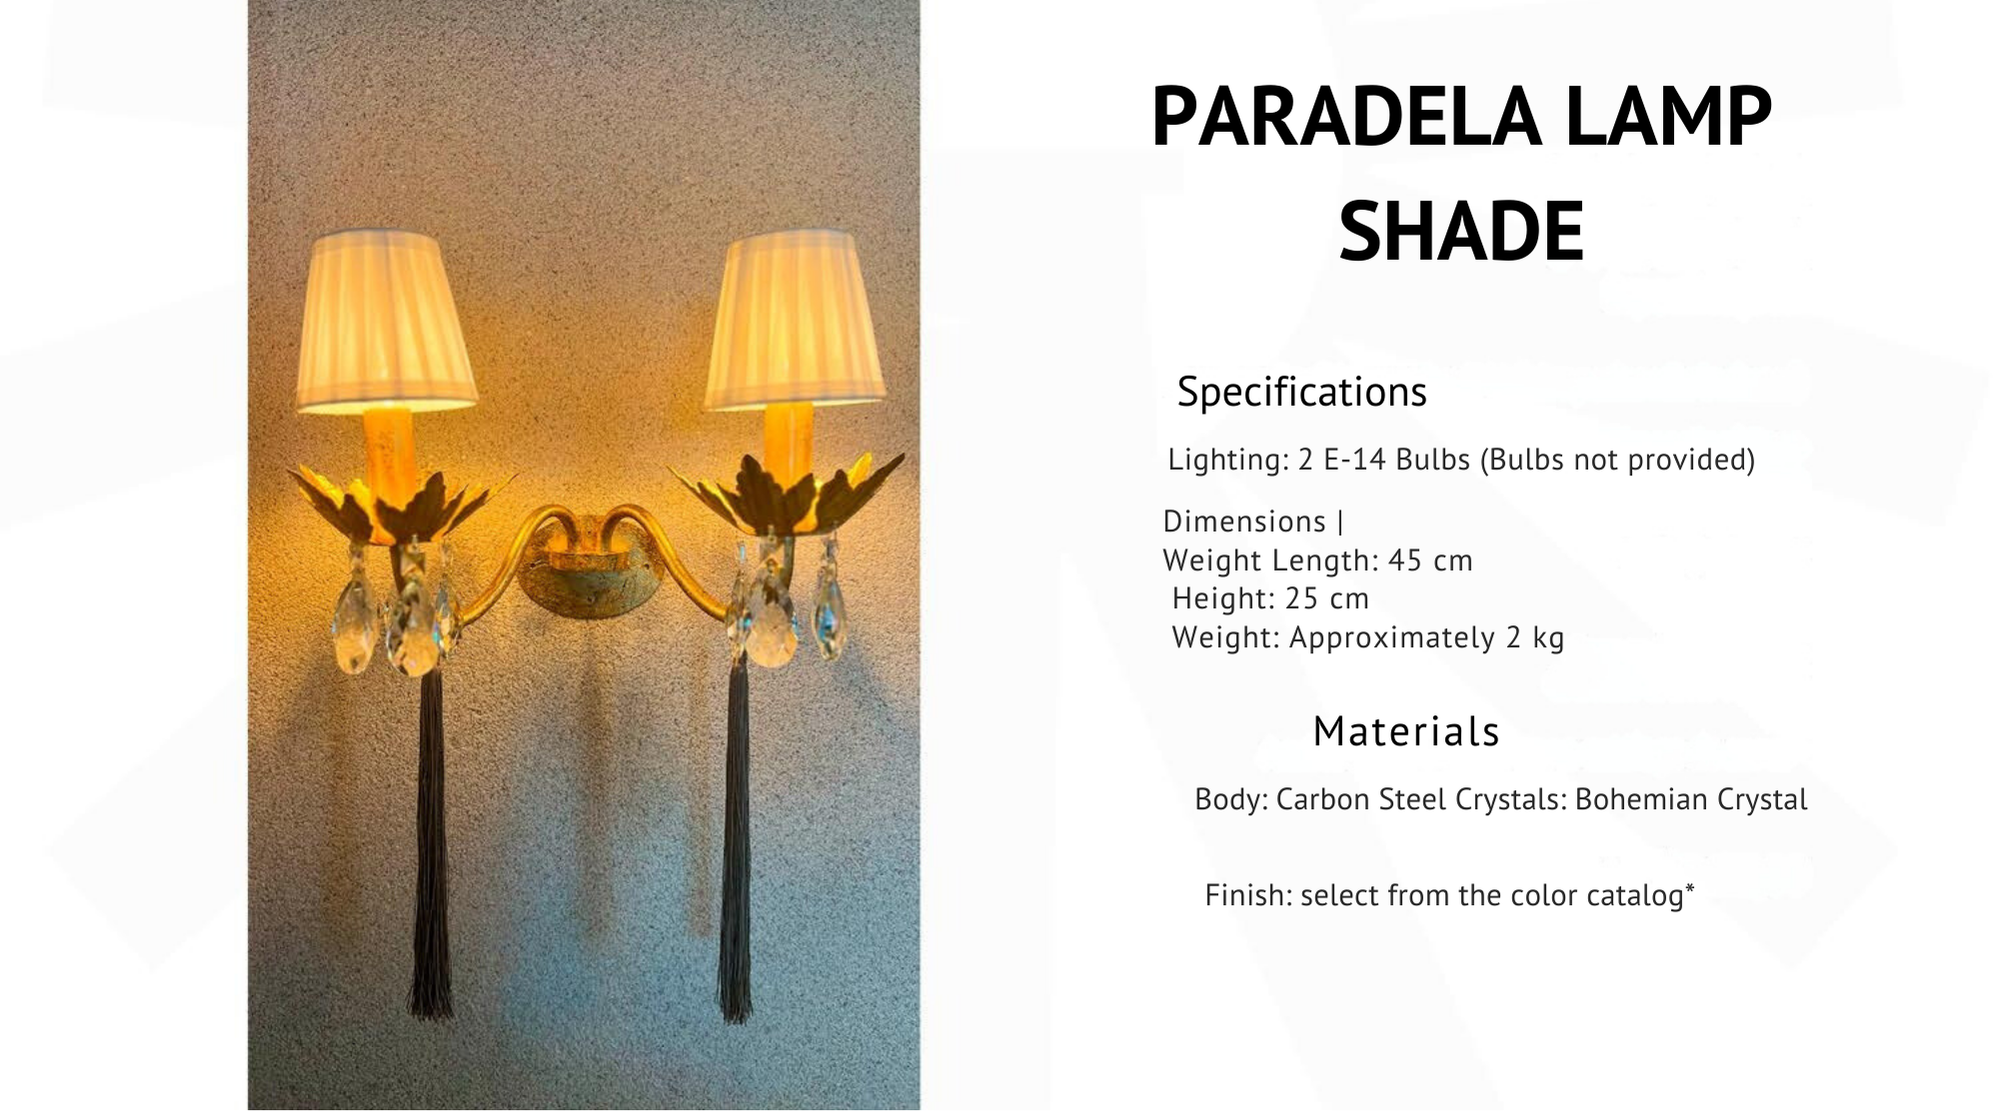 PARADELA LAMP
SHADE
Specifications
Lighting: 2 E-14 Bulbs (Bulbs not provided)
Dimensions |
Weight Length: 45 cm
Height: 25 cm
Weight: Approximately 2 kg
Materials
Body: Carbon Steel Crystals: Bohemian Crystal
Finish: select from the color catalog*